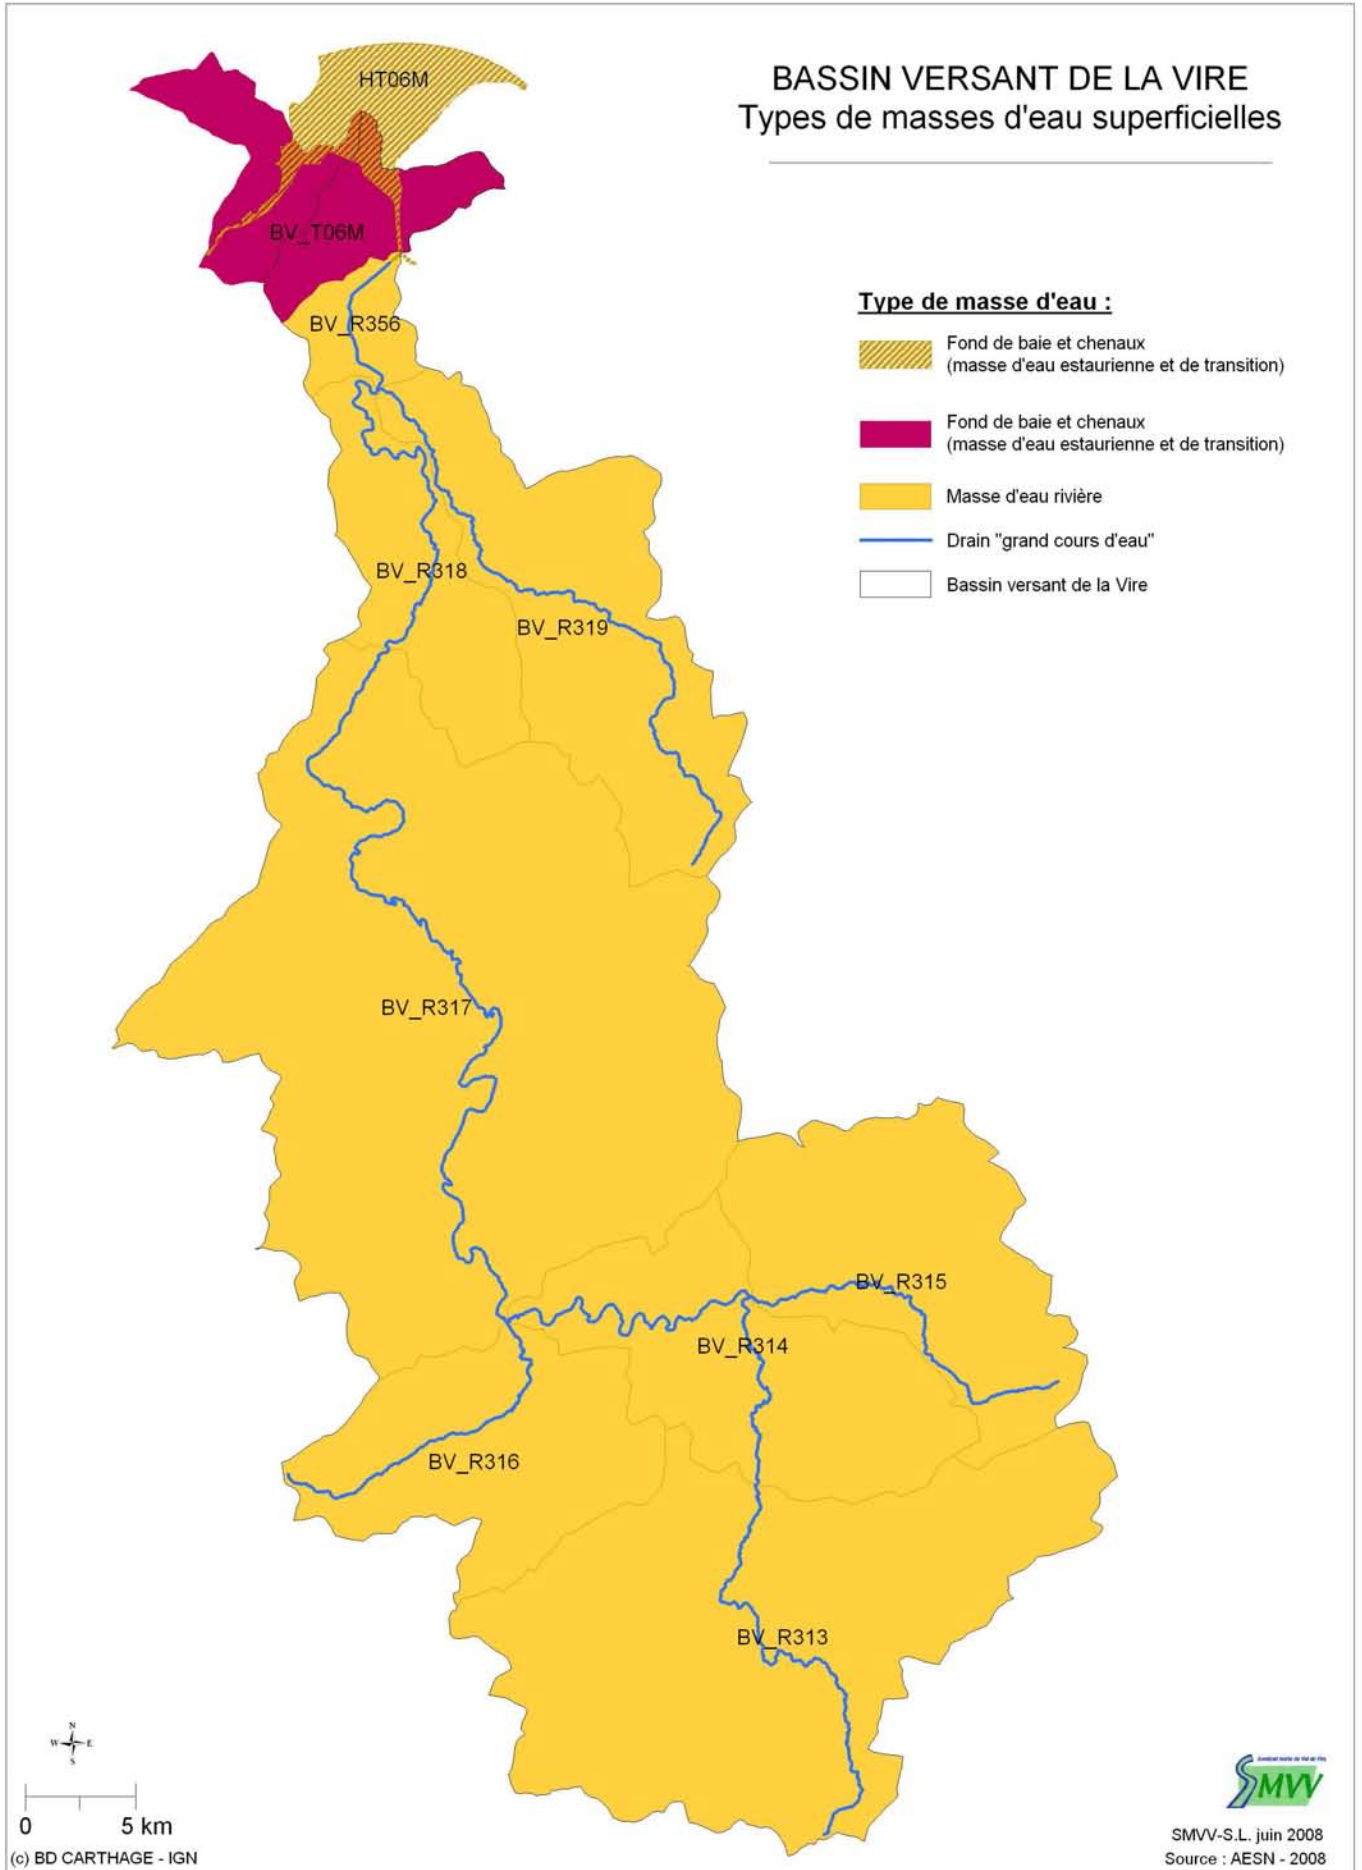 BASSIN VERSANT DE LA VIRE
Types de masses d'eau superficielles
HT06M
BV_T06M
BV_R356
Type de masse d'eau :
Fond de baie et chenaux
(masse d'eau estaurienne et de transition)
Fond de baie et chenaux
(masse d'eau estaurienne et de transition)
Masse d'eau rivière
Drain "grand cours d'eau"
Bassin versant de la Vire
BV_R318
BV_R319
BV_R317
BV_R315
BV_R314
BV_R316
BV_R313
N
W E
S
0 5 km
(c) BD CARTHAGE - IGN
SMVV
SMVV-S.L. juin 2008
Source : AESN - 2008